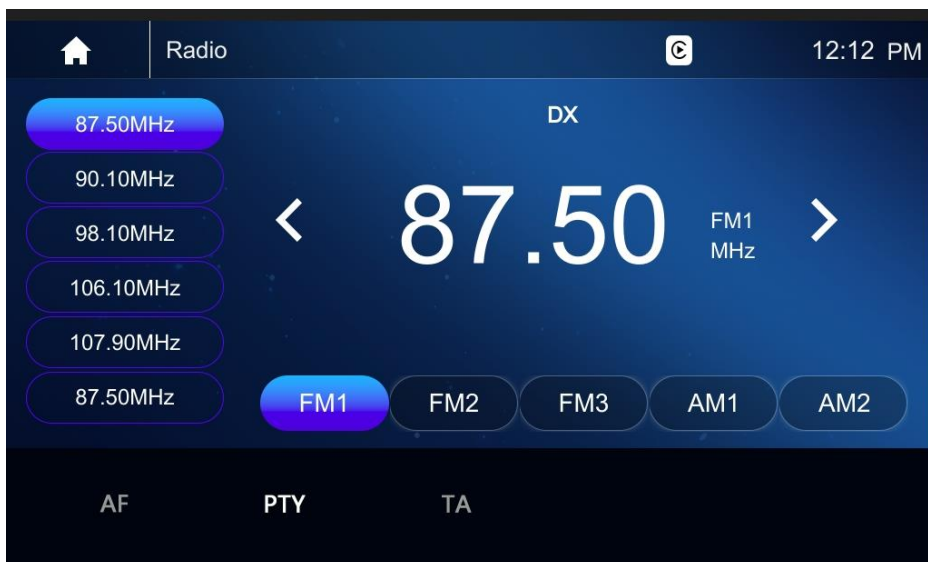 Radio
12:12 PM
87.50MHz
90.10MHz
98.10MHz
106.10MHz
107.90MHz
87.50MHz
DX
87.50
FM1
MHz
FM1 FM2 FM3 AM1 AM2
AF PTY TA